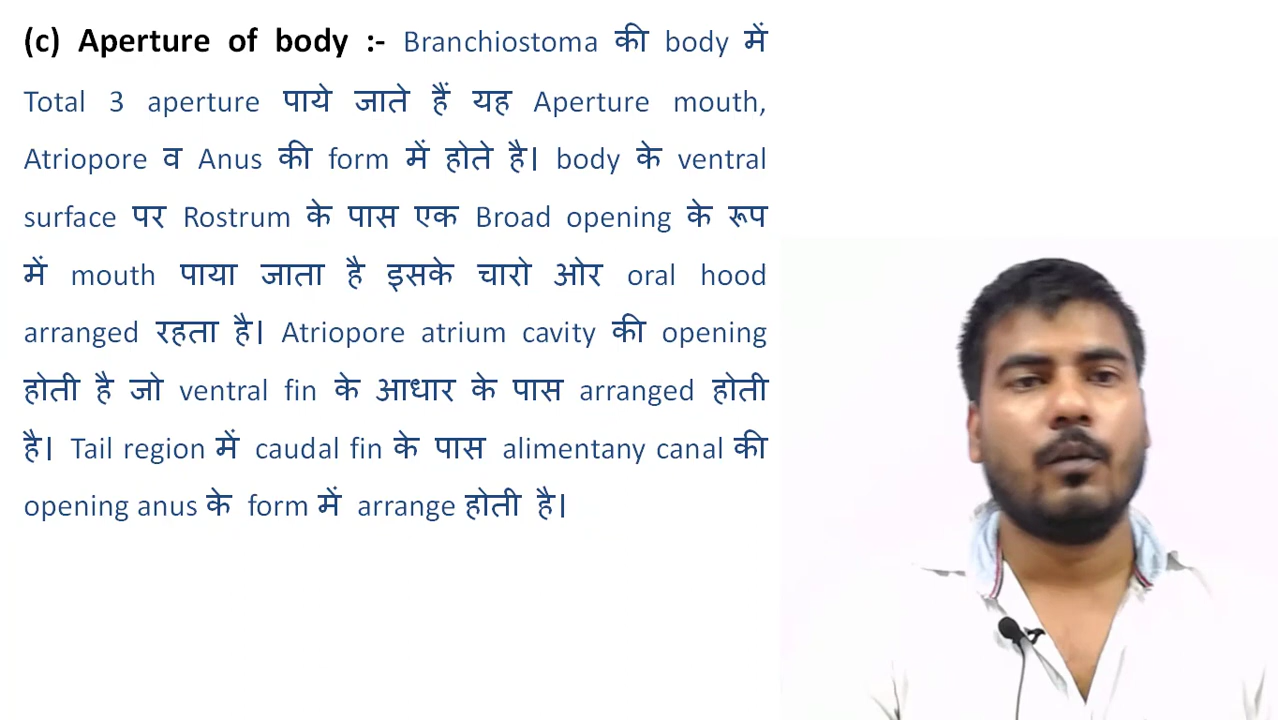 (c) Aperture of body :- Branchiostoma की body में
Total 3 aperture पाये जाते हैं यह Aperture mouth,
Atriopore व Anus की form में होते है। body के ventral
surface पर Rostrum के पास एक Broad opening के रूप
में mouth पाया जाता है इसके चारो ओर oral hood
arranged रहता है। Atriopore atrium cavity की opening
होती है जो ventral fin के आधार के पास arranged होती
है। Tail region में caudal fin के पास alimentany canal की
opening anus के form में arrange होती है।